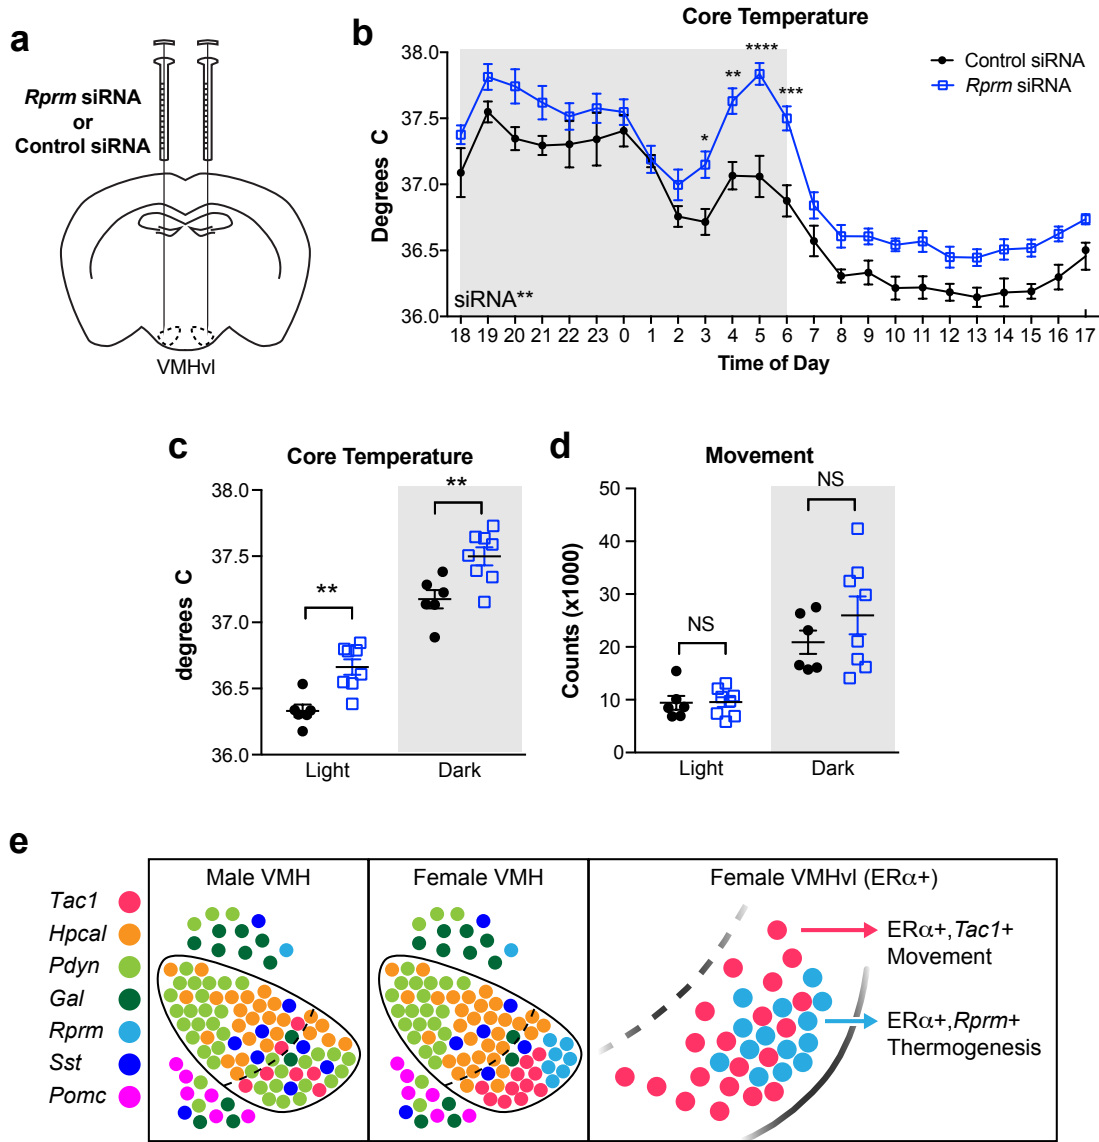 a
Rprm siRNA
or
Control siRNA
VMHvl
b
Core Temperature
Control siRNA
Rprm siRNA
Degrees C
38.0
37.5
37.0
36.5
36.0
* ** **** ***
siRNA**
18 19 20 21 22 23 0 1 2 3 4 5 6 7 8 9 10 11 12 13 14 15 16 17
Time of Day
c
Core Temperature
degrees C
38.0
37.5
37.0
36.5
36.0
**
**
Light Dark
d
Movement
Counts (x1000)
50
40
30
20
10
0
NS
NS
Light Dark
e
Tac1
Hpcal
Pdyn
Gal
Rprm
Sst
Pomc
Male VMH
Female VMH
Female VMHvl (ERα+)
ERα+,Tac1+
Movement
ERα+,Rprm+
Thermogenesis